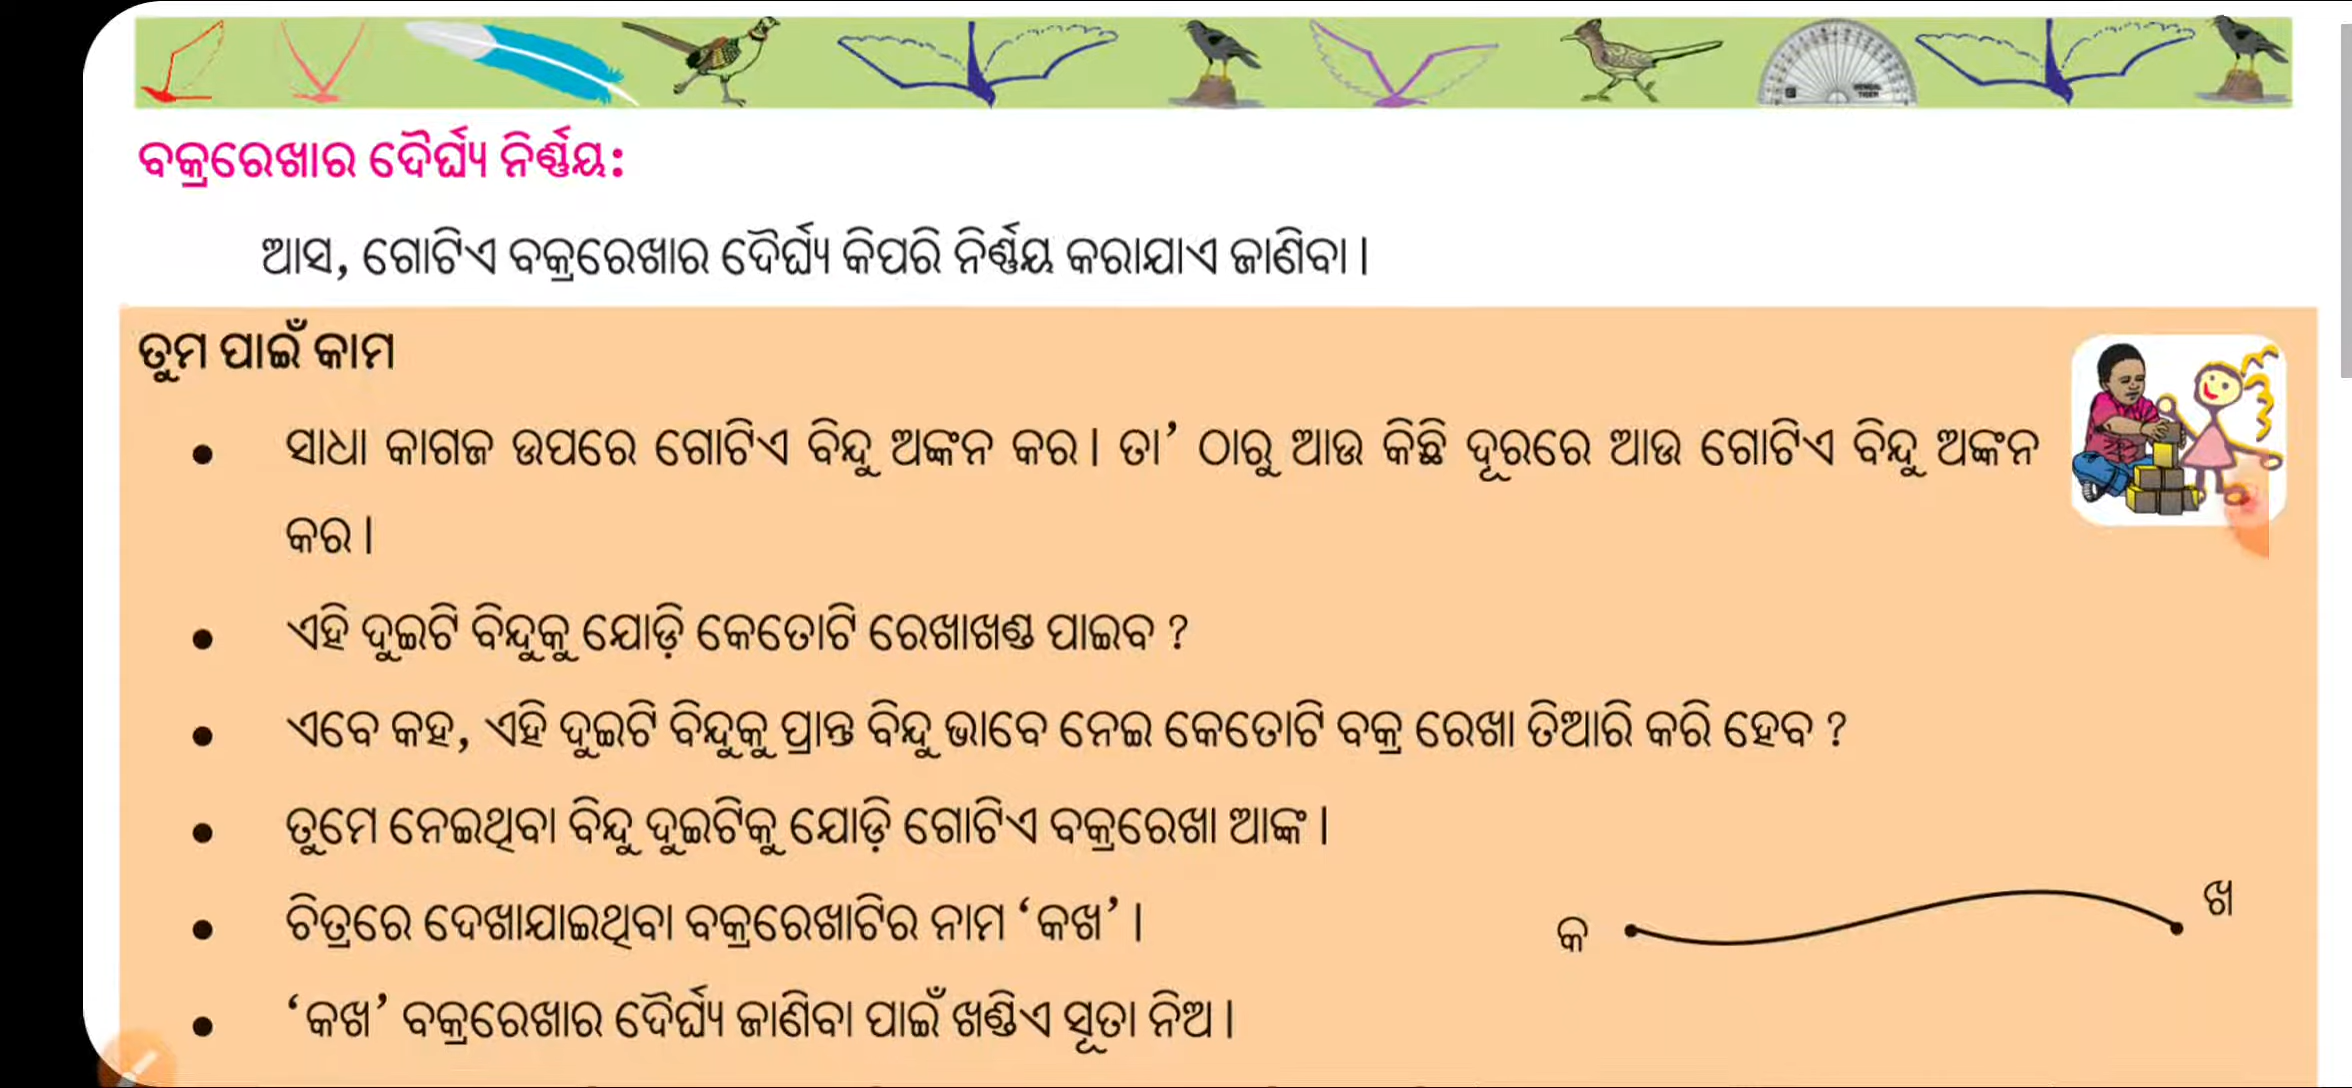 ବକ୍ରରେଖାର ଦୈର୍ଘ୍ୟ ନିର୍ଣ୍ଣୟ:
ଆସ, ଗୋଟିଏ ବକ୍ରରେଖାର ଦୈର୍ଘ୍ୟ କିପରି ନିର୍ଣ୍ଣୟ କରାଯାଏ ଜାଣିବା।
ତୁମ ପାଇଁ କାମ
• ସାଧା କାଗଜ ଉପରେ ଗୋଟିଏ ବିନ୍ଦୁ ଅଙ୍କନ କର। ତା’ ଠାରୁ ଆଉ କିଛି ଦୂରରେ ଆଉ ଗୋଟିଏ ବିନ୍ଦୁ ଅଙ୍କନ
କର।
• ଏହି ଦୁଇଟି ବିନ୍ଦୁକୁ ଯୋଡ଼ି କେତୋଟି ରେଖାଖଣ୍ଡ ପାଇବ ?
• ଏବେ କହ, ଏହି ଦୁଇଟି ବିନ୍ଦୁକୁ ପ୍ରାନ୍ତ ବିନ୍ଦୁ ଭାବେ ନେଇ କେତୋଟି ବକ୍ର ରେଖା ତିଆରି କରି ହେବ ?
• ତୁମେ ନେଇଥିବା ବିନ୍ଦୁ ଦୁଇଟିକୁ ଯୋଡ଼ି ଗୋଟିଏ ବକ୍ରରେଖା ଆଙ୍କ।
• ଚିତ୍ରରେ ଦେଖାଯାଇଥିବା ବକ୍ରରେଖାଟିର ନାମ ‘କଖ’।
କ ଖ
• ‘କଖ’ ବକ୍ରରେଖାର ଦୈର୍ଘ୍ୟ ଜାଣିବା ପାଇଁ ଖଣ୍ଡିଏ ସୂତା ନିଅ।